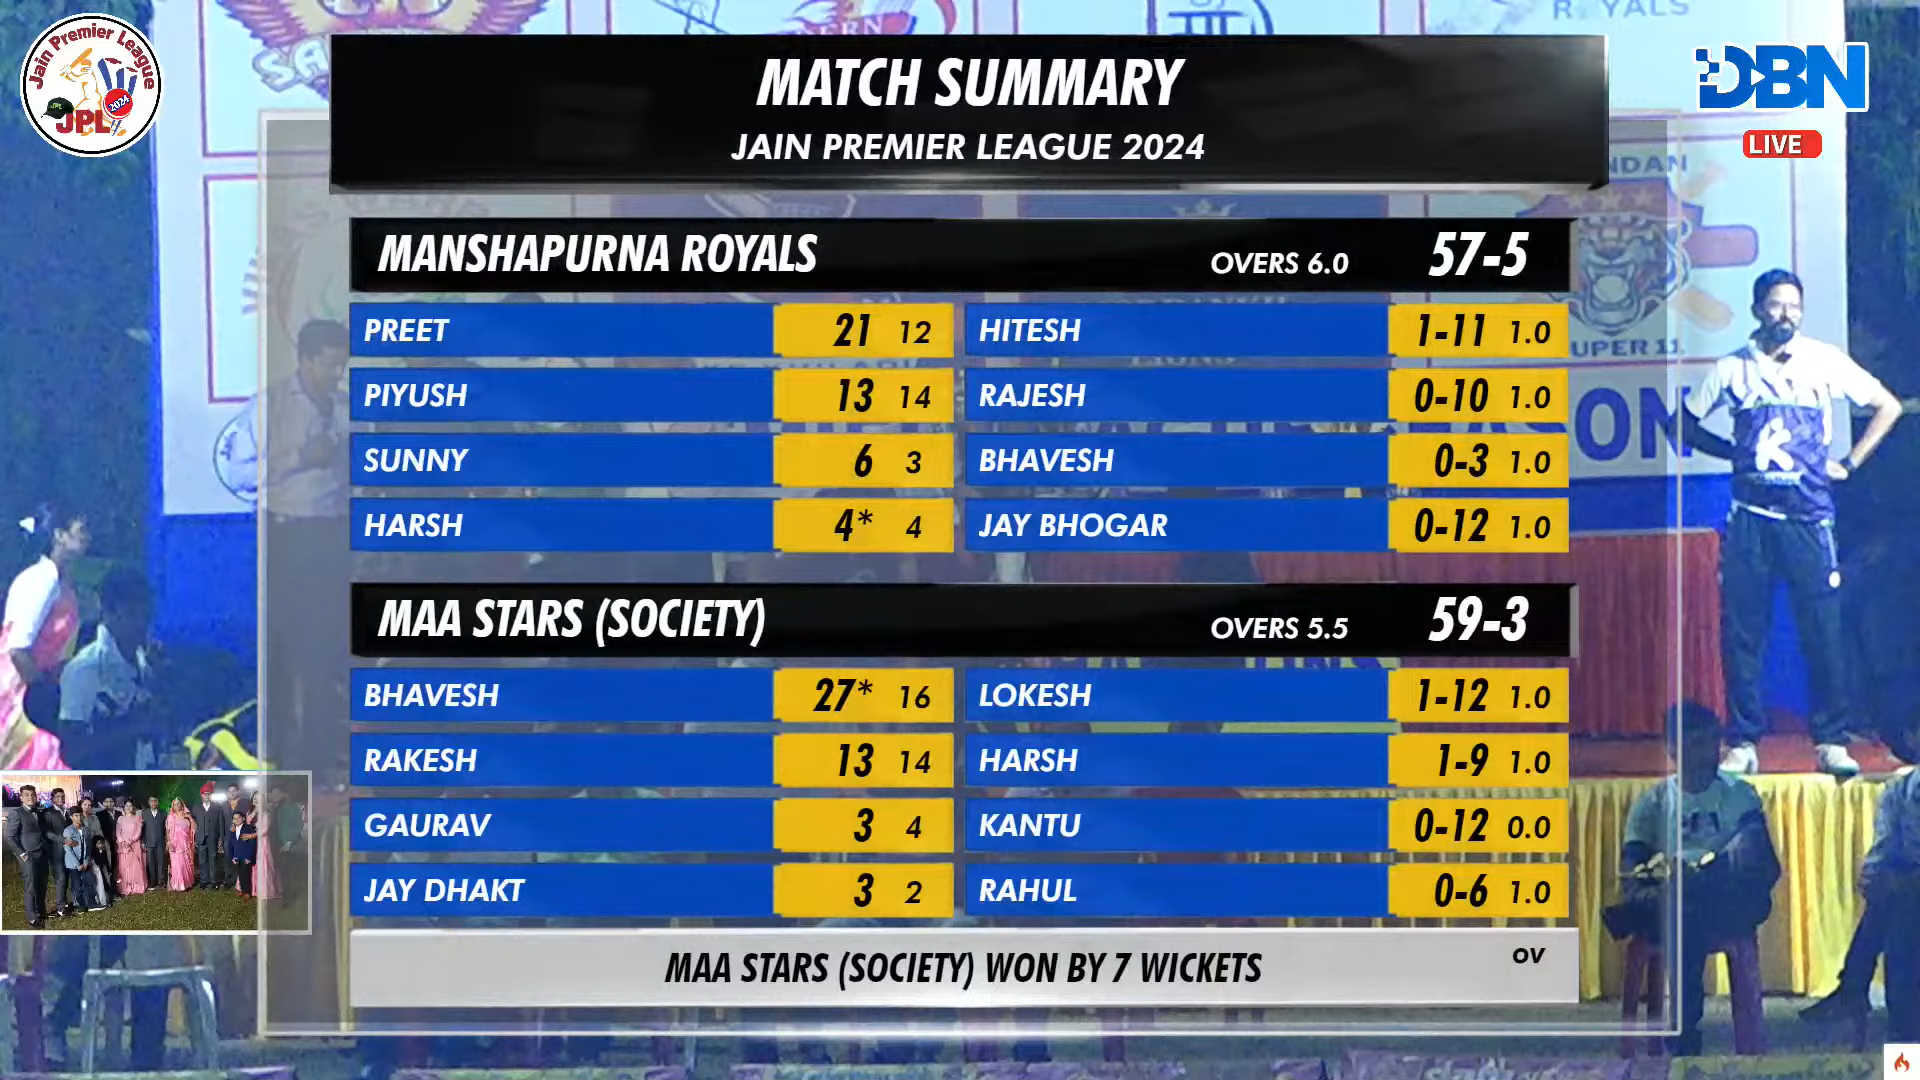 Jain Premier League
JPL
2024
JPL
R YALS
DBN
LIVE
MATCH SUMMARY
JAIN PREMIER LEAGUE 2024
NDAN
MANSHAPURNA ROYALS OVERS 6.0 57-5
PREET 21 12 HITESH 1-11 1.0
UPER 11
PIYUSH 13 14 RAJESH 0-10 1.0
SUNNY 6 3 BHAVESH 0-3 1.0
HARSH 4* 4 JAY BHOGAR 0-12 1.0
MAA STARS (SOCIETY) OVERS 5.5 59-3
BHAVESH 27* 16 LOKESH 1-12 1.0
RAKESH 13 14 HARSH 1-9 1.0
GAURAV 3 4 KANTU 0-12 0.0
JAY DHAKT 3 2 RAHUL 0-6 1.0
MAA STARS (SOCIETY) WON BY 7 WICKETS OV